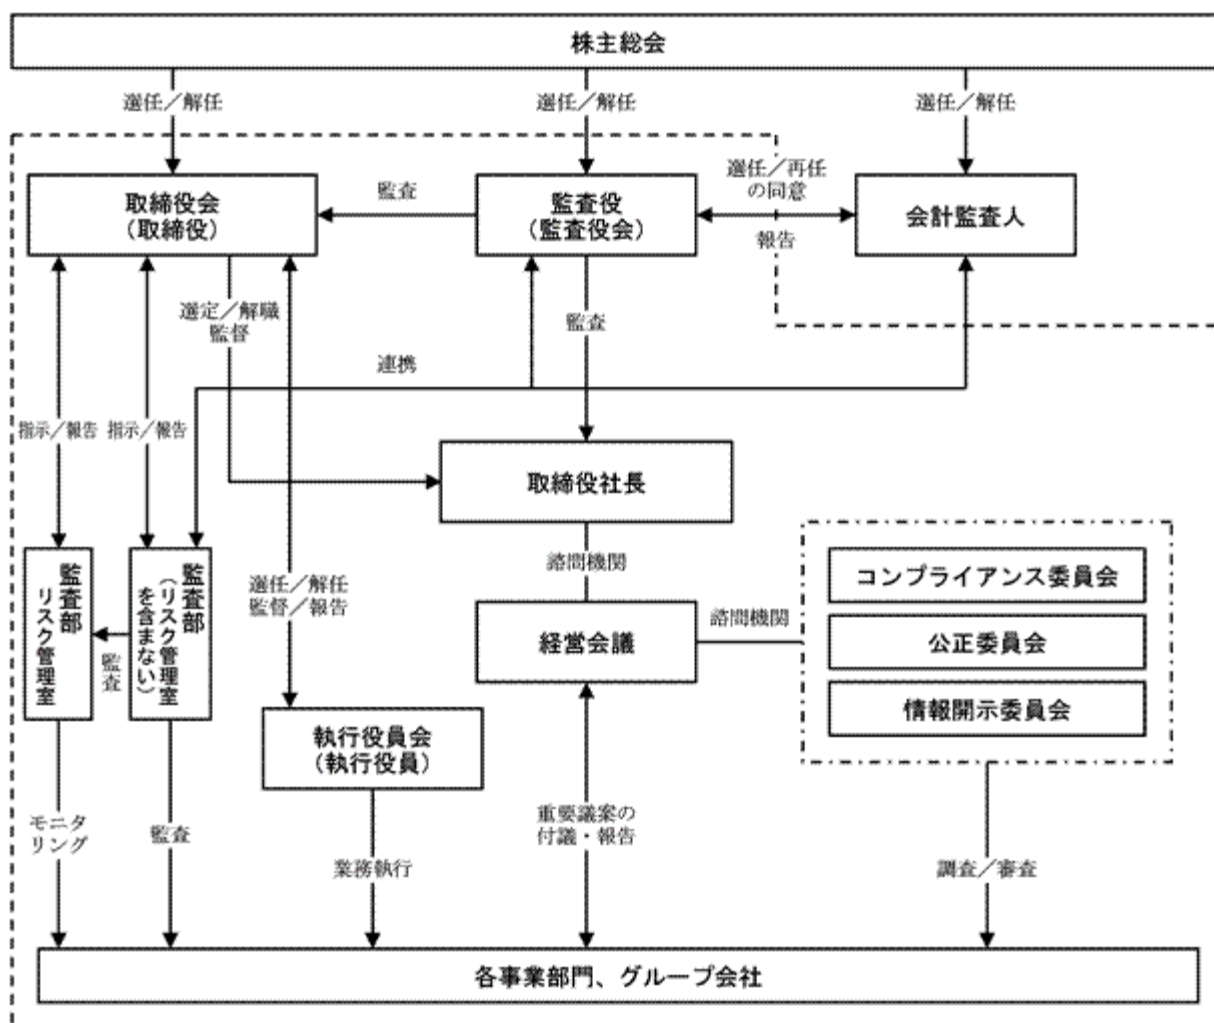 株主総会
選任／解任
選任／解任
選任／解任
取締役会
（取締役）
監査
監査役
（監査役会）
選任／再任
の同意
報告
会計監査人
選定／解職
監督
監査
連携
指示／報告
指示／報告
取締役社長
諮問機関
監査部
リスク管理室
監査
監査部
（リスク管理室
を含まない）
選任／解任
監督／報告
経営会議
諮問機関
コンプライアンス委員会
公正委員会
情報開示委員会
執行役員会
（執行役員）
モニタ
リング
監査
業務執行
重要議案の
付議・報告
調査／審査
各事業部門、グループ会社